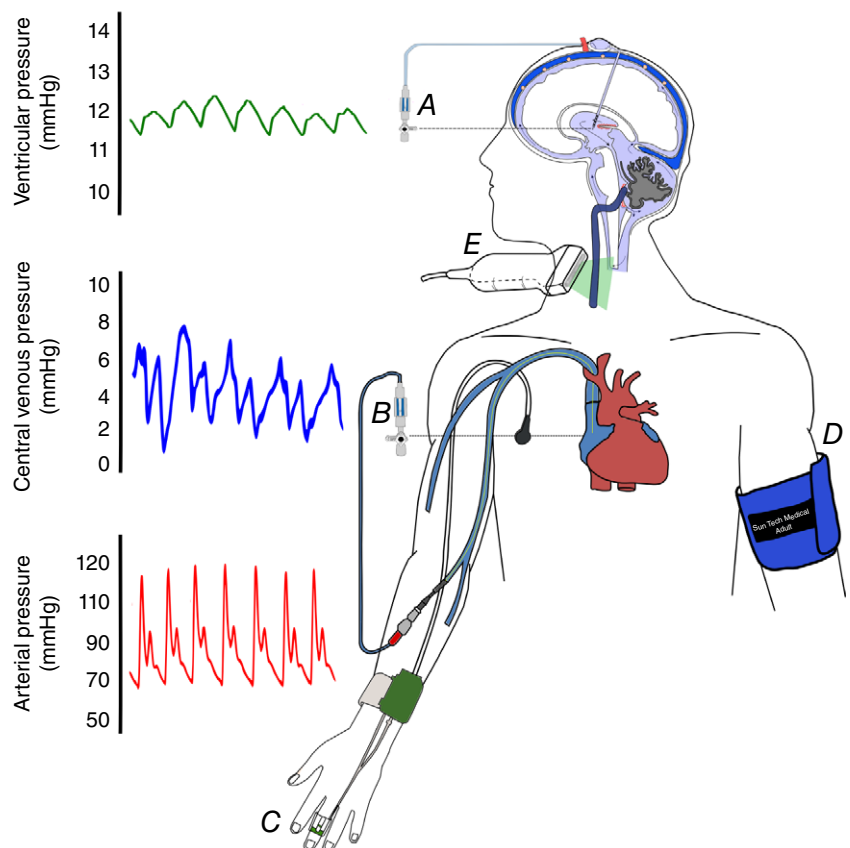 Ventricular pressure
(mmHg)
14
13
12
11
10
A
E
Central venous pressure
(mmHg)
10
8
6
4
2
0
B
D
Sun Tech Medical
Adult
Arterial pressure
(mmHg)
120
110
90
70
50
C